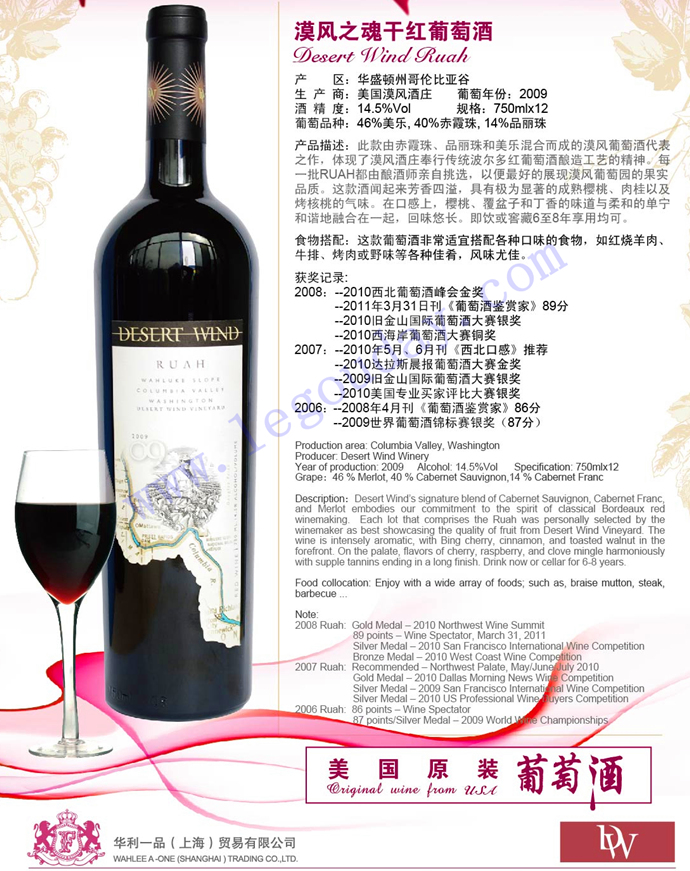 漠风之魂干红葡萄酒
Desert Wind Ruah
产 区：华盛顿州哥伦比亚谷
生产商：美国漠风酒庄 葡萄年份：2009
酒精度：14.5%Vol 规格：750mlx12
葡萄品种：46%美乐, 40%赤霞珠, 14%品丽珠
产品描述：此款由赤霞珠、品丽珠和美乐混合而成的漠风葡萄酒代表
之作，体现了漠风酒庄奉行传统波尔多红葡萄酒酿造工艺的精神。每
一批RUAH都由酿酒师亲自挑选，以便最好的展现漠风葡萄园的果实
品质。这款酒闻起来芳香四溢，具有极为显著的成熟樱桃、肉桂以及
烤核桃的气味。在口感上，樱桃、覆盆子和丁香的味道与柔和的单宁
和谐地融合在一起，回味悠长。即饮或窖藏6至8年享用均可。
食物搭配：这款葡萄酒非常适宜搭配各种口味的食物，如红烧羊肉、
牛排、烤肉或野味等各种佳肴，风味尤佳。
获奖记录:
2008：--2010西北葡萄酒峰会金奖
--2011年3月31日刊《葡萄酒鉴赏家》89分
--2010旧金山国际葡萄酒大赛银奖
--2010西海岸葡萄酒大赛铜奖
2007：--2010年5月、6月刊《西北口感》推荐
--2010达拉斯晨报葡萄酒大赛金奖
--2009旧金山国际葡萄酒大赛银奖
--2010美国专业买家评比大赛银奖
2006：--2008年4月刊《葡萄酒鉴赏家》86分
--2009世界葡萄酒锦标赛银奖（87分）
Production area: Columbia Valley, Washington
Producer: Desert Wind Winery
Year of production: 2009 Alcohol: 14.5%Vol Specification: 750mlx12
Grape: 46 % Merlot, 40 % Cabernet Sauvignon,14 % Cabernet Franc
Description：Desert Wind's signature blend of Cabernet Sauvignon, Cabernet Franc,
and Merlot embodies our commitment to the spirit of classical Bordeaux red
winemaking. Each lot that comprises the Ruah was personally selected by the
winemaker as best showcasing the quality of fruit from Desert Wind Vineyard. The
wine is intensely aromatic, with Bing cherry, cinnamon, and toasted walnut in the
forefront. On the palate, flavors of cherry, raspberry, and clove mingle harmoniously
with supple tannins ending in a long finish. Drink now or cellar for 6-8 years.
Food collocation: Enjoy with a wide array of foods; such as, braise mutton, steak,
barbecue ...
Note:
2008 Ruah: Gold Medal – 2010 Northwest Wine Summit
89 points – Wine Spectator, March 31, 2011
Silver Medal – 2010 San Francisco International Wine Competition
Bronze Medal – 2010 West Coast Wine Competition
2007 Ruah: Recommended – Northwest Palate, May/June/July 2010
Gold Medal – 2010 Dallas Morning News Wine Competition
Silver Medal – 2009 San Francisco International Wine Competition
Silver Medal – 2010 US Professional Wine Buyers Competition
2006 Ruah: 86 points – Wine Spectator
87 points/Silver Medal – 2009 World Wine Championships
DESERT WIND
RUAH
WAHLUKE SLOPE
COLUMBIA VALLEY
WASHINGTON
DESERT WIND VINEYARD
2009
09
Columbia R.
美国原装 葡萄酒
Original wine from USA
F
华利一品（上海）贸易有限公司
WAHLEE A -ONE (SHANGHAI ) TRADING CO.,LTD.
DW